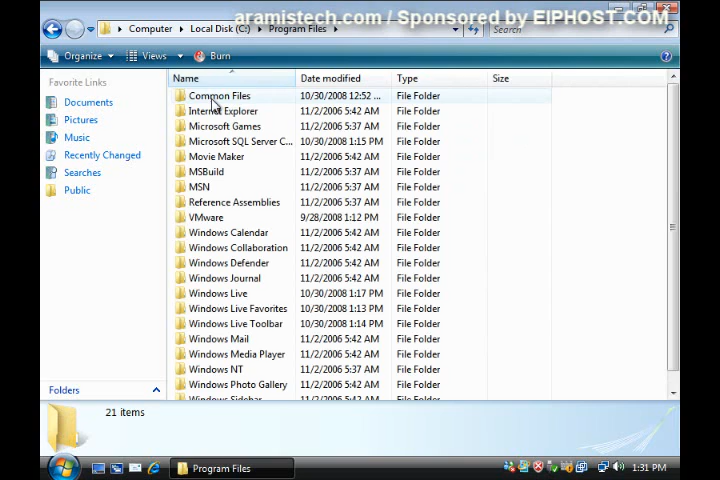 aramistech.com / Sponsored by EIPHOST.COM
Computer Local Disk (C:) Program Files Search
Organize Views Burn
Favorite Links
Documents
Pictures
Music
Recently Changed
Searches
Public
Folders
Name Date modified Type Size
Common Files 10/30/2008 12:52 ... File Folder
Internet Explorer 11/2/2006 5:42 AM File Folder
Microsoft Games 11/2/2006 5:37 AM File Folder
Microsoft SQL Server C... 10/30/2008 1:15 PM File Folder
Movie Maker 11/2/2006 5:42 AM File Folder
MSBuild 11/2/2006 5:37 AM File Folder
MSN 11/2/2006 5:37 AM File Folder
Reference Assemblies 11/2/2006 5:37 AM File Folder
VMware 9/28/2008 1:12 PM File Folder
Windows Calendar 11/2/2006 5:42 AM File Folder
Windows Collaboration 11/2/2006 5:42 AM File Folder
Windows Defender 11/2/2006 5:42 AM File Folder
Windows Journal 11/2/2006 5:42 AM File Folder
Windows Live 10/30/2008 1:17 PM File Folder
Windows Live Favorites 10/30/2008 1:13 PM File Folder
Windows Live Toolbar 10/30/2008 1:14 PM File Folder
Windows Mail 11/2/2006 5:42 AM File Folder
Windows Media Player 11/2/2006 5:42 AM File Folder
Windows NT 11/2/2006 5:37 AM File Folder
Windows Photo Gallery 11/2/2006 5:42 AM File Folder
Windows Sidebar
21 items
Program Files 1:31 PM